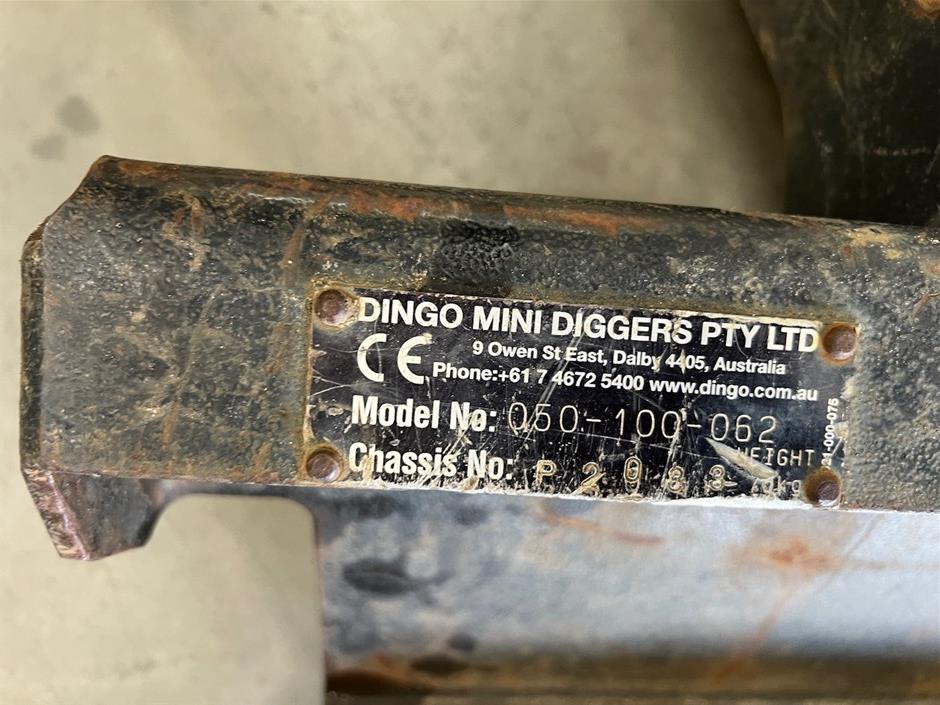 DINGO MINI DIGGERS PTY LTD
CE
9 Owen St East, Dalby 4405, Australia
Phone:+61 7 4672 5400 www.dingo.com.au
Model No: 050-100-062
WEIGHT
Chassis No:
kg